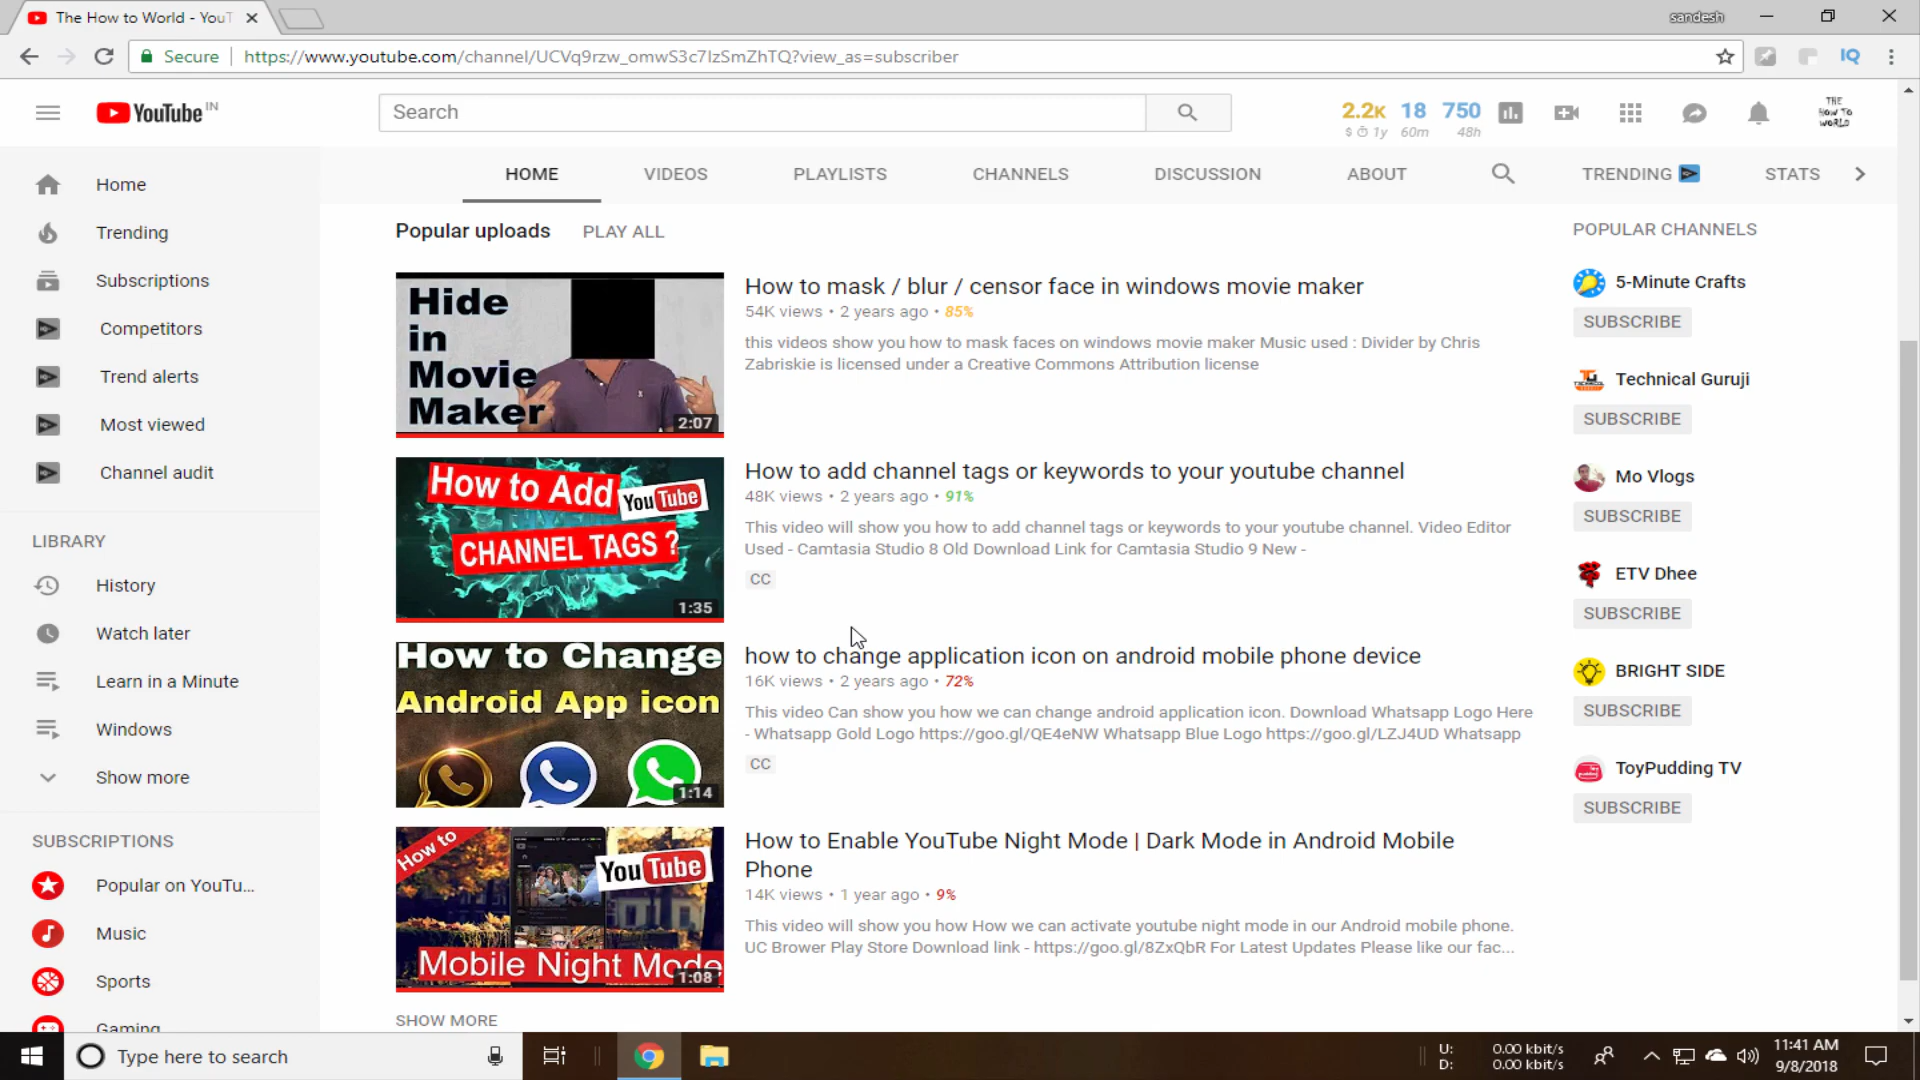 The How to World - YouT
sandesh
Secure
https://www.youtube.com/channel/UCVq9rzw_omwS3c7IzSmZhTQ?view_as=subscriber
IQ
YouTube IN
Search
2.2K 18 750
$ 1y 60m 48h
THE
HOW TO
WORLD
HOME VIDEOS PLAYLISTS CHANNELS DISCUSSION ABOUT TRENDING STATS
Home
Trending
Subscriptions
Competitors
Trend alerts
Most viewed
Channel audit
LIBRARY
History
Watch later
Learn in a Minute
Windows
Show more
SUBSCRIPTIONS
Popular on YouTu...
Music
Sports
Gaming
Popular uploads PLAY ALL
Hide
in
Movie
Maker
2:07
How to mask / blur / censor face in windows movie maker
54K views • 2 years ago • 85%
this videos show you how to mask faces on windows movie maker Music used : Divider by Chris
Zabriskie is licensed under a Creative Commons Attribution license
How to Add YouTube
CHANNEL TAGS ?
1:35
How to add channel tags or keywords to your youtube channel
48K views • 2 years ago • 91%
This video will show you how to add channel tags or keywords to your youtube channel. Video Editor
Used - Camtasia Studio 8 Old Download Link for Camtasia Studio 9 New -
CC
How to Change
Android App icon
1:14
how to change application icon on android mobile phone device
16K views • 2 years ago • 72%
This video Can show you how we can change android application icon. Download Whatsapp Logo Here
- Whatsapp Gold Logo https://goo.gl/QE4eNW Whatsapp Blue Logo https://goo.gl/LZJ4UD Whatsapp
CC
How to
YouTube
Mobile Night Mode
1:08
How to Enable YouTube Night Mode | Dark Mode in Android Mobile
Phone
14K views • 1 year ago • 9%
This video will show you how How we can activate youtube night mode in our Android mobile phone.
UC Brower Play Store Download link - https://goo.gl/8ZxQbR For Latest Updates Please like our fac...
SHOW MORE
POPULAR CHANNELS
5-Minute Crafts
SUBSCRIBE
Technical Guruji
SUBSCRIBE
Mo Vlogs
SUBSCRIBE
ETV Dhee
SUBSCRIBE
BRIGHT SIDE
SUBSCRIBE
ToyPudding TV
SUBSCRIBE
Type here to search
U: 0.00 kbit/s
D: 0.00 kbit/s
11:41 AM
9/8/2018